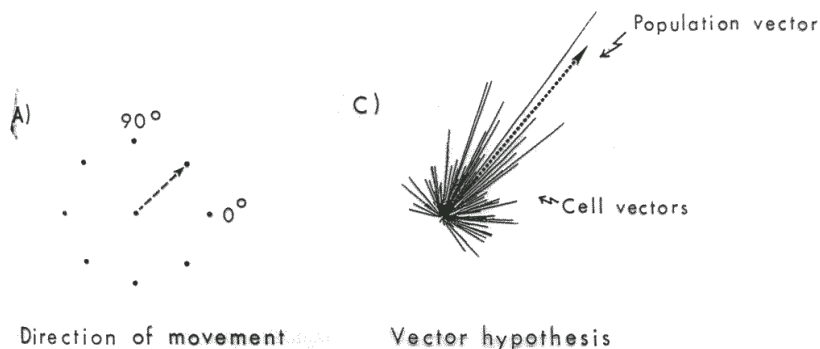 Population vector
A)
C)
90°
0°
Cell vectors
Direction of movement
Vector hypothesis